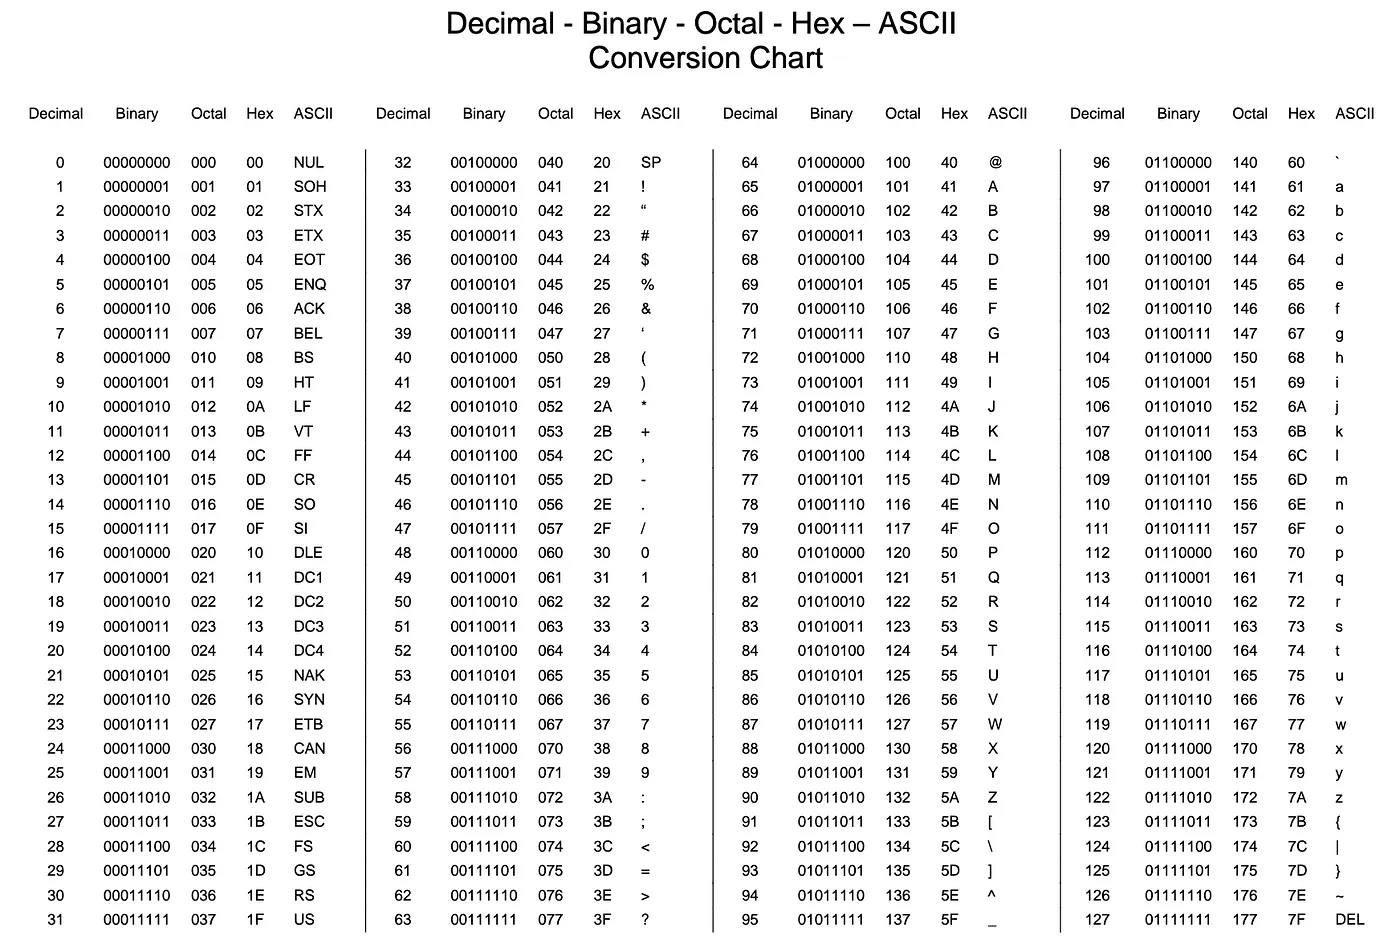 Decimal - Binary - Octal - Hex – ASCII
Conversion Chart
Decimal Binary Octal Hex ASCII Decimal Binary Octal Hex ASCII Decimal Binary Octal Hex ASCII Decimal Binary Octal Hex ASCII
0 00000000 000 00 NUL 32 00100000 040 20 SP 64 01000000 100 40 @ 96 01100000 140 60 `
1 00000001 001 01 SOH 33 00100001 041 21 ! 65 01000001 101 41 A 97 01100001 141 61 a
2 00000010 002 02 STX 34 00100010 042 22 “ 66 01000010 102 42 B 98 01100010 142 62 b
3 00000011 003 03 ETX 35 00100011 043 23 # 67 01000011 103 43 C 99 01100011 143 63 c
4 00000100 004 04 EOT 36 00100100 044 24 $ 68 01000100 104 44 D 100 01100100 144 64 d
5 00000101 005 05 ENQ 37 00100101 045 25 % 69 01000101 105 45 E 101 01100101 145 65 e
6 00000110 006 06 ACK 38 00100110 046 26 & 70 01000110 106 46 F 102 01100110 146 66 f
7 00000111 007 07 BEL 39 00100111 047 27 ‘ 71 01000111 107 47 G 103 01100111 147 67 g
8 00001000 010 08 BS 40 00101000 050 28 ( 72 01001000 110 48 H 104 01101000 150 68 h
9 00001001 011 09 HT 41 00101001 051 29 ) 73 01001001 111 49 I 105 01101001 151 69 i
10 00001010 012 0A LF 42 00101010 052 2A * 74 01001010 112 4A J 106 01101010 152 6A j
11 00001011 013 0B VT 43 00101011 053 2B + 75 01001011 113 4B K 107 01101011 153 6B k
12 00001100 014 0C FF 44 00101100 054 2C , 76 01001100 114 4C L 108 01101100 154 6C l
13 00001101 015 0D CR 45 00101101 055 2D - 77 01001101 115 4D M 109 01101101 155 6D m
14 00001110 016 0E SO 46 00101110 056 2E . 78 01001110 116 4E N 110 01101110 156 6E n
15 00001111 017 0F SI 47 00101111 057 2F / 79 01001111 117 4F O 111 01101111 157 6F o
16 00010000 020 10 DLE 48 00110000 060 30 0 80 01010000 120 50 P 112 01110000 160 70 p
17 00010001 021 11 DC1 49 00110001 061 31 1 81 01010001 121 51 Q 113 01110001 161 71 q
18 00010010 022 12 DC2 50 00110010 062 32 2 82 01010010 122 52 R 114 01110010 162 72 r
19 00010011 023 13 DC3 51 00110011 063 33 3 83 01010011 123 53 S 115 01110011 163 73 s
20 00010100 024 14 DC4 52 00110100 064 34 4 84 01010100 124 54 T 116 01110100 164 74 t
21 00010101 025 15 NAK 53 00110101 065 35 5 85 01010101 125 55 U 117 01110101 165 75 u
22 00010110 026 16 SYN 54 00110110 066 36 6 86 01010110 126 56 V 118 01110110 166 76 v
23 00010111 027 17 ETB 55 00110111 067 37 7 87 01010111 127 57 W 119 01110111 167 77 w
24 00011000 030 18 CAN 56 00111000 070 38 8 88 01011000 130 58 X 120 01111000 170 78 x
25 00011001 031 19 EM 57 00111001 071 39 9 89 01011001 131 59 Y 121 01111001 171 79 y
26 00011010 032 1A SUB 58 00111010 072 3A : 90 01011010 132 5A Z 122 01111010 172 7A z
27 00011011 033 1B ESC 59 00111011 073 3B ; 91 01011011 133 5B [ 123 01111011 173 7B {
28 00011100 034 1C FS 60 00111100 074 3C < 92 01011100 134 5C \ 124 01111100 174 7C |
29 00011101 035 1D GS 61 00111101 075 3D = 93 01011101 135 5D ] 125 01111101 175 7D }
30 00011110 036 1E RS 62 00111110 076 3E > 94 01011110 136 5E ^ 126 01111110 176 7E ~
31 00011111 037 1F US 63 00111111 077 3F ? 95 01011111 137 5F _ 127 01111111 177 7F DEL